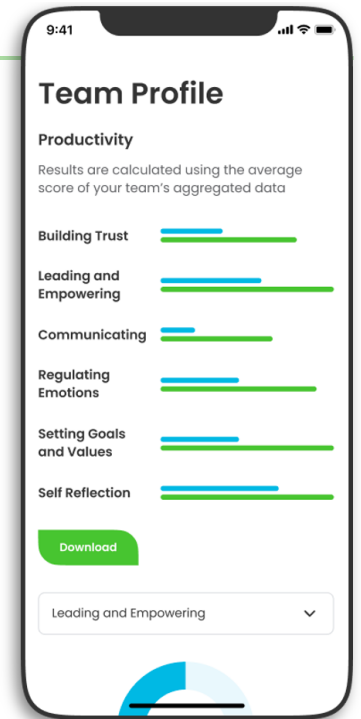 9:41
Team Profile
Productivity
Results are calculated using the average
score of your team's aggregated data
Building Trust
Leading and
Empowering
Communicating
Regulating
Emotions
Setting Goals
and Values
Self Reflection
Download
Leading and Empowering